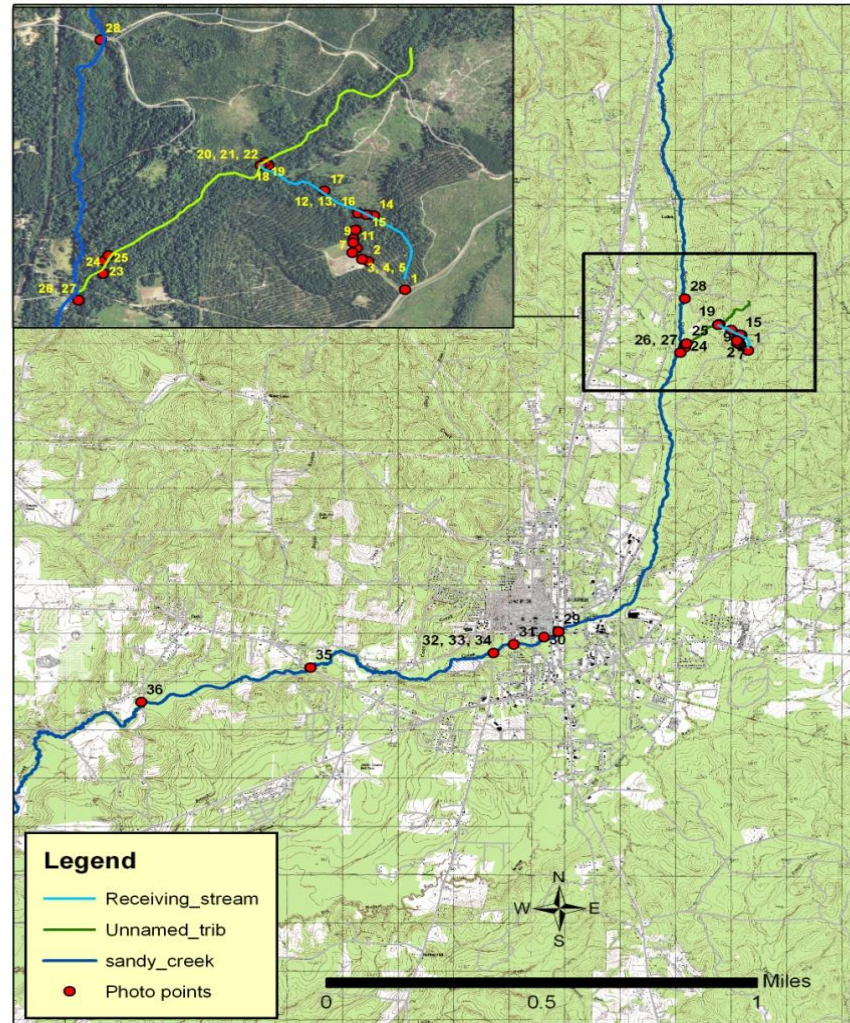 28
20, 21, 22
19
18
17
12, 13, 16
14
15
9
11
7
2
3, 4, 5
1
25
24
23
26, 27
28
19
15
25
9
1
26, 27
24
27
29
31
30
32, 33, 34
35
36
Legend
Receiving_stream
Unnamed_trib
sandy_creek
Photo points
N
W
E
S
Miles
0
0.5
1